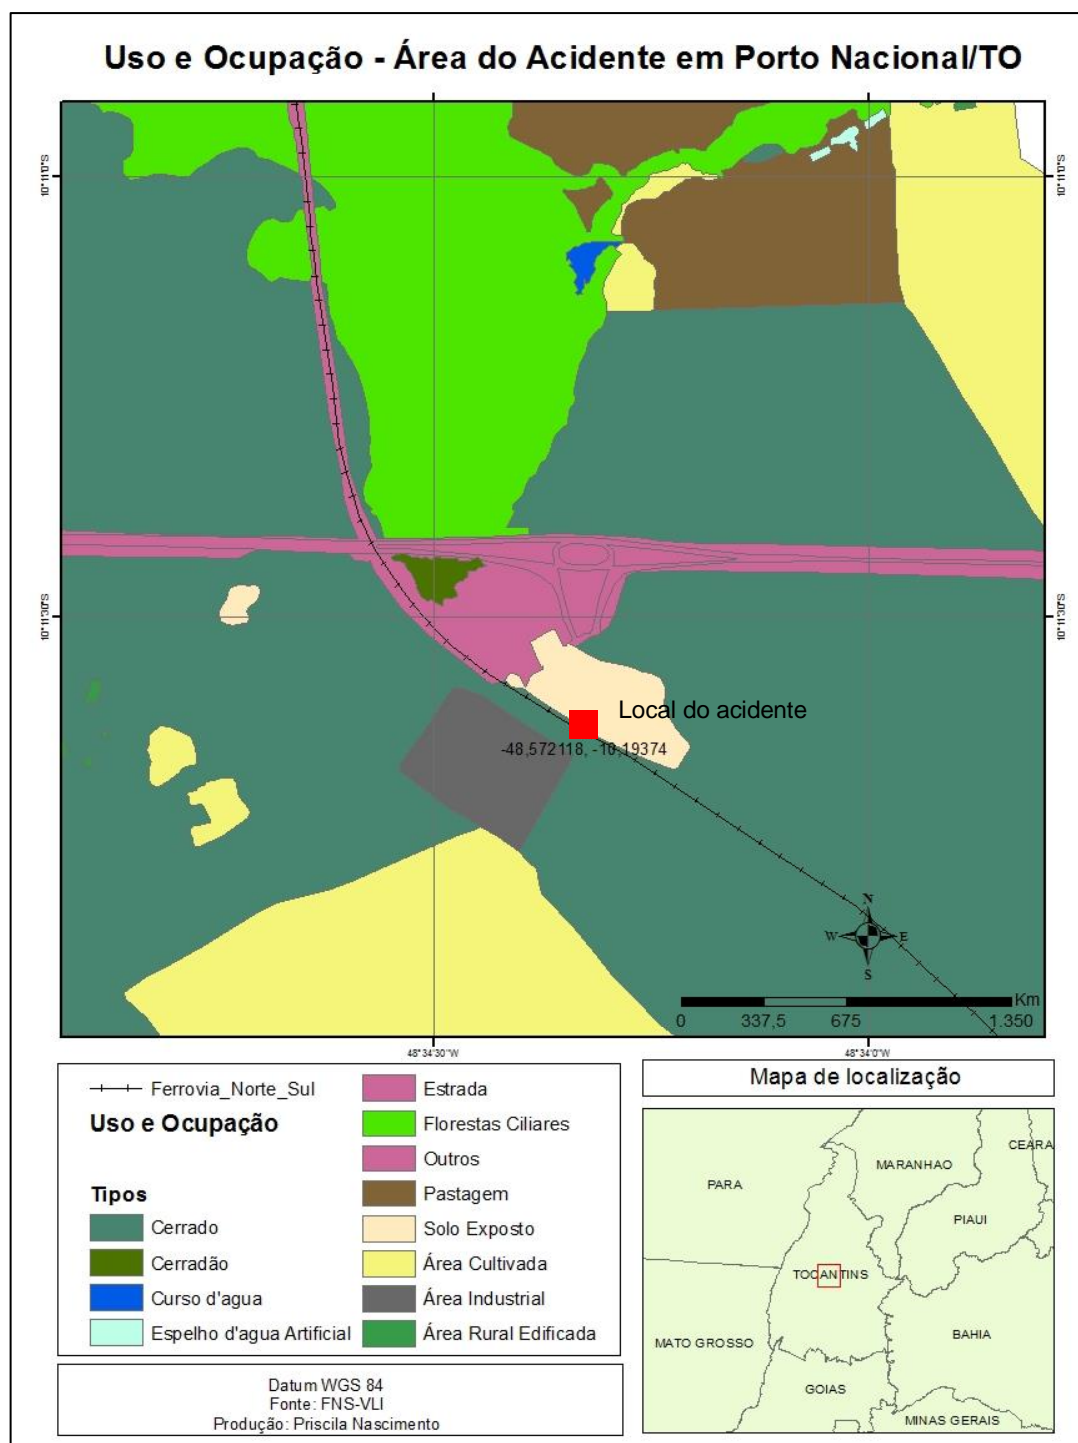 Uso e Ocupação - Área do Acidente em Porto Nacional/TO
10°11'0"S
10°11'0"S
10°11'30"S
10°11'30"S
Local do acidente
-48,572118, -10,19374
N
W E
S
Km
0 337,5 675 1.350
48°34'30"W
48°34'0"W
Ferrovia_Norte_Sul
Uso e Ocupação
Tipos
Cerrado
Cerradão
Curso d'agua
Espelho d'agua Artificial
Estrada
Florestas Ciliares
Outros
Pastagem
Solo Exposto
Área Cultivada
Área Industrial
Área Rural Edificada
Datum WGS 84
Fonte: FNS-VLI
Produção: Priscila Nascimento
Mapa de localização
CEARA
MARANHAO
PARA
PIAUI
TOCANTINS
BAHIA
MATO GROSSO
GOIAS
MINAS GERAIS